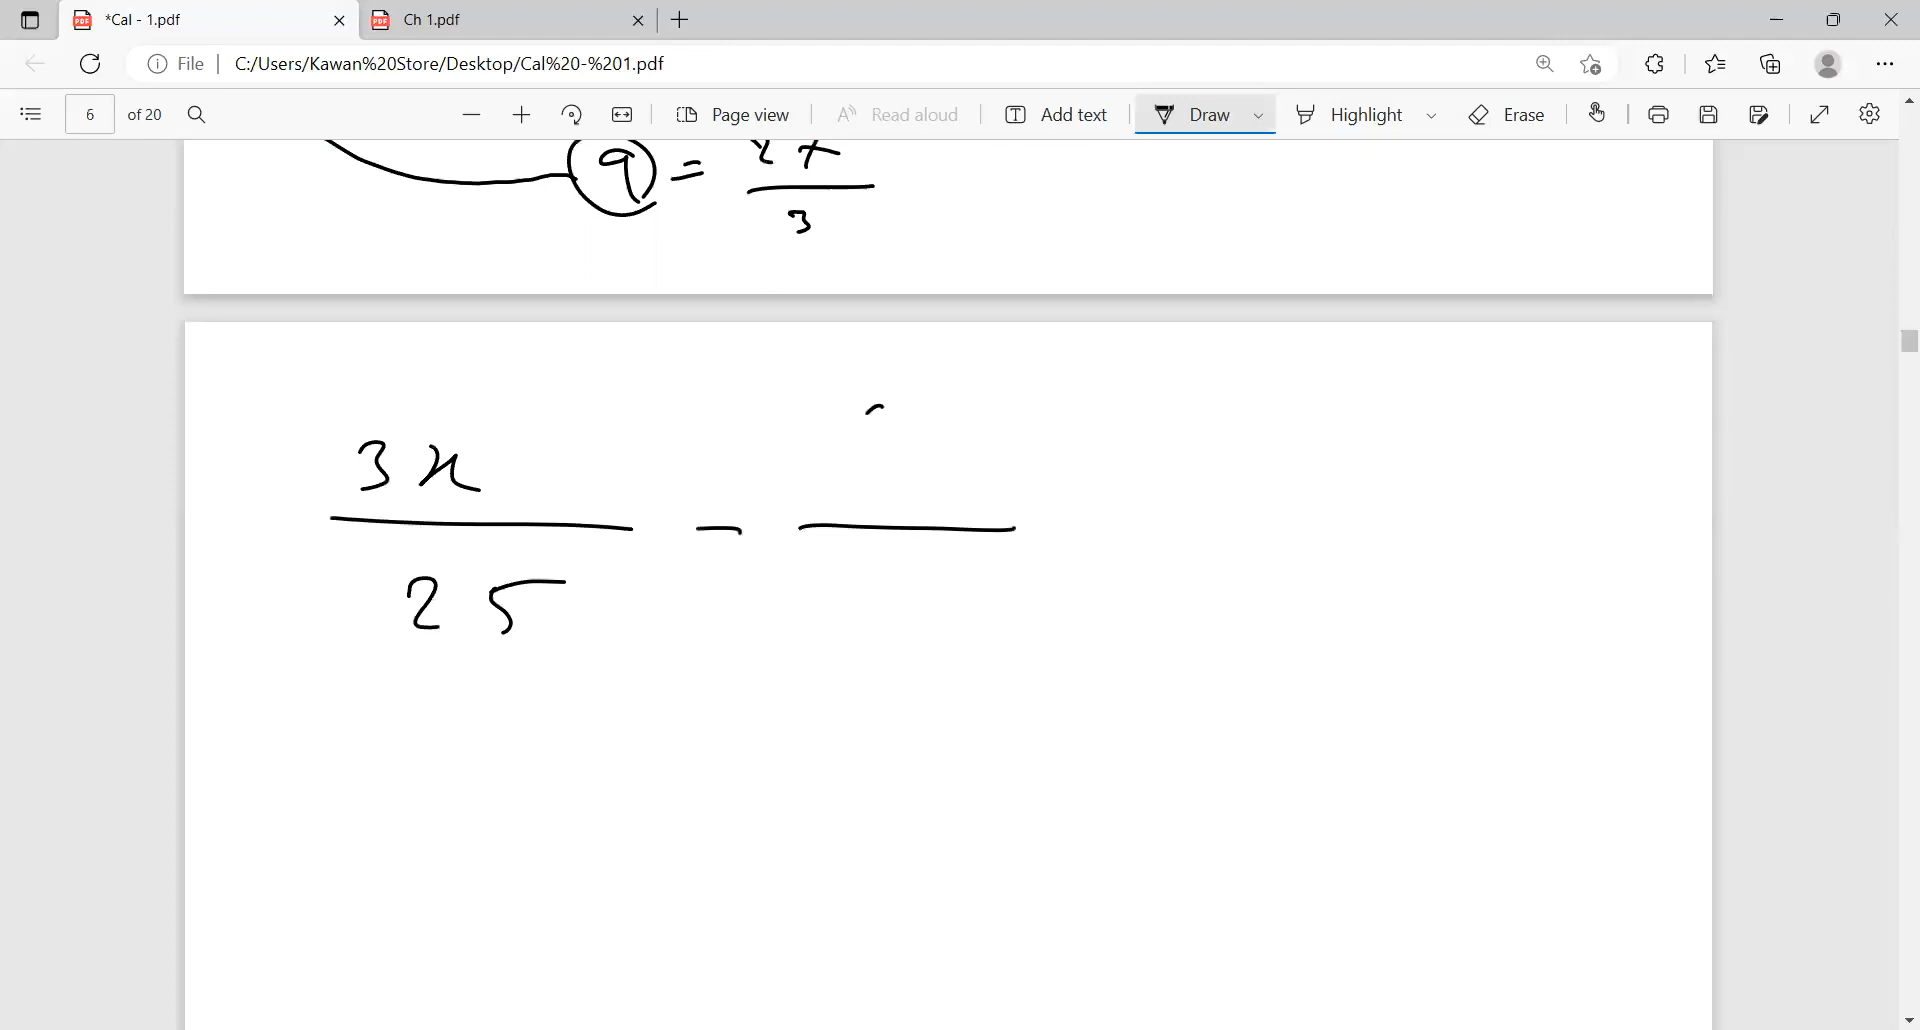 *Cal - 1.pdf
Ch 1.pdf
File
C:/Users/Kawan%20Store/Desktop/Cal%20-%201.pdf
6 of 20
Page view
Read aloud
Add text
Draw
Highlight
Erase
9 =
3
3x
25
-